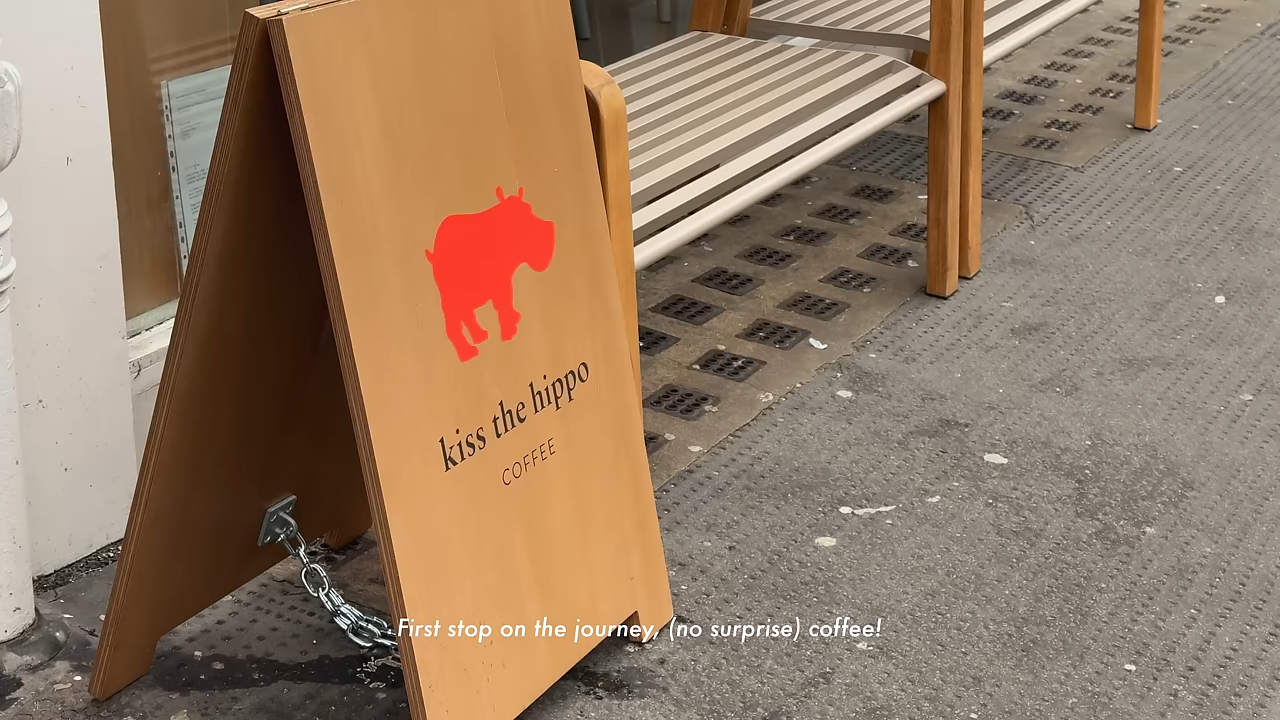 kiss the hippo
COFFEE
First stop on the journey, (no surprise) coffee!